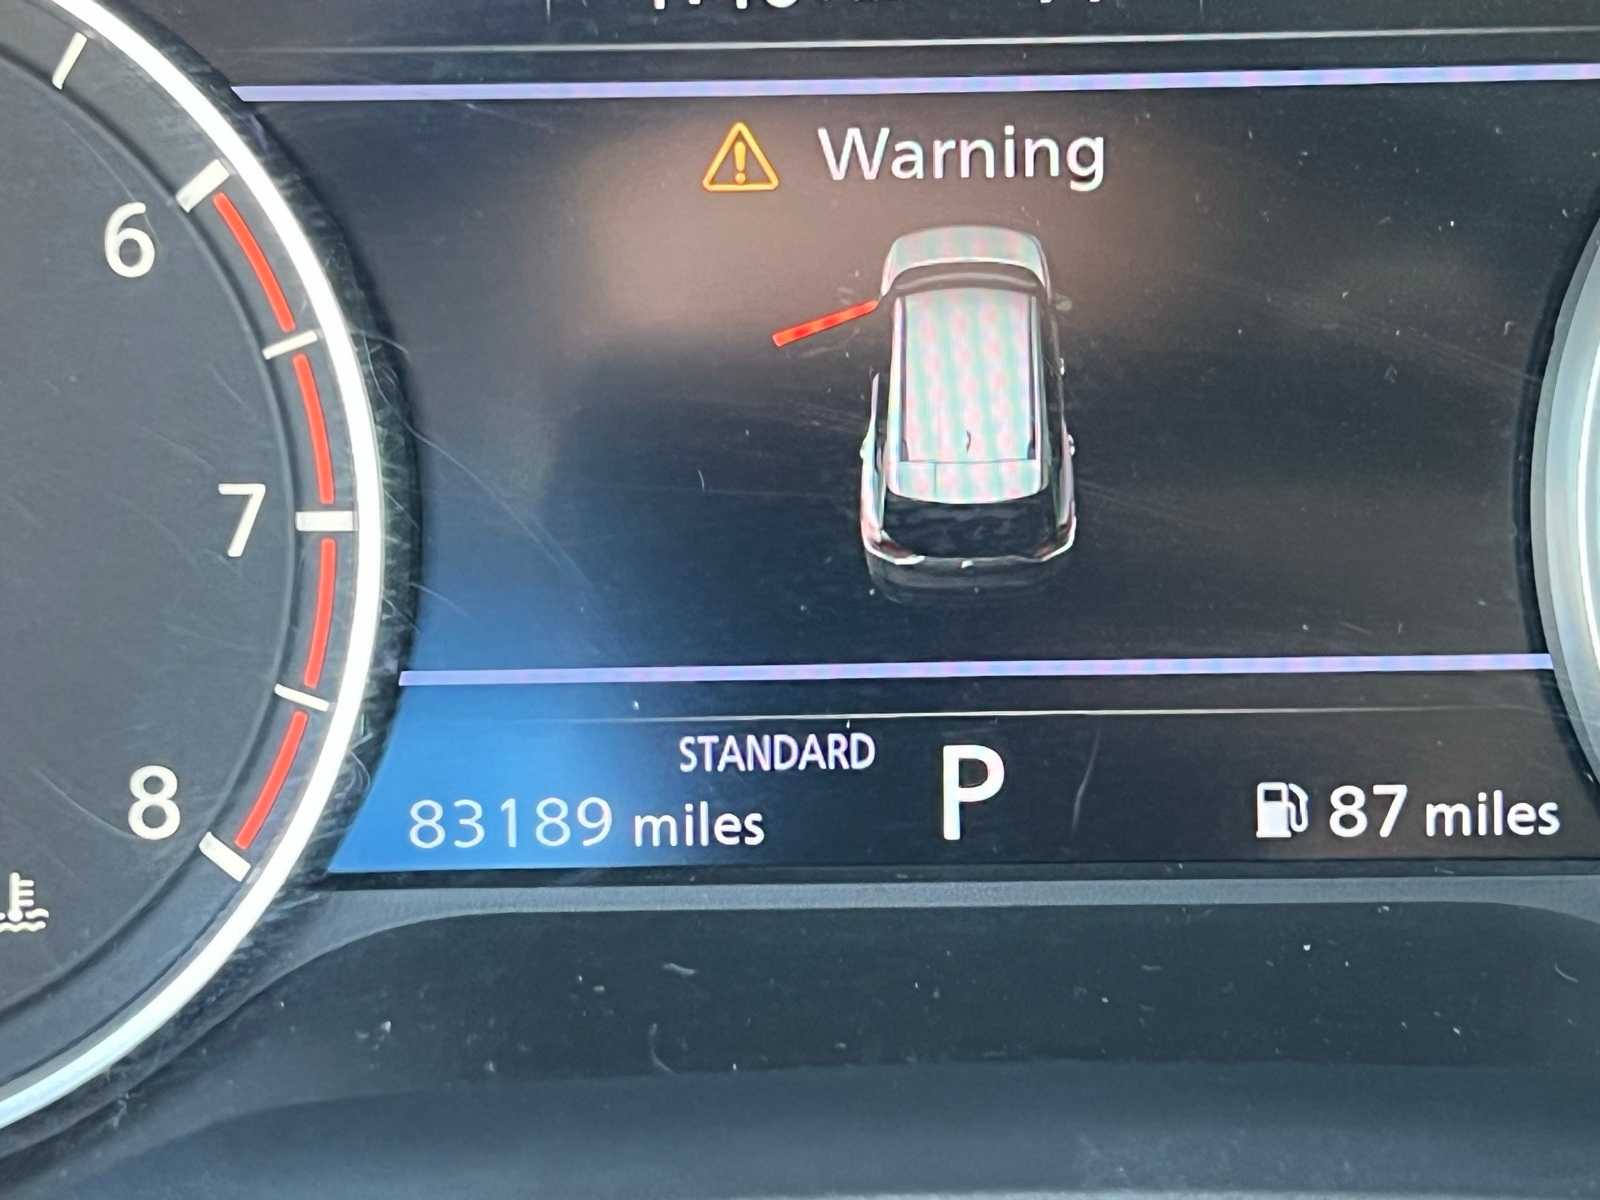 Warning
6
7
8
STANDARD
P
83189 miles
87 miles